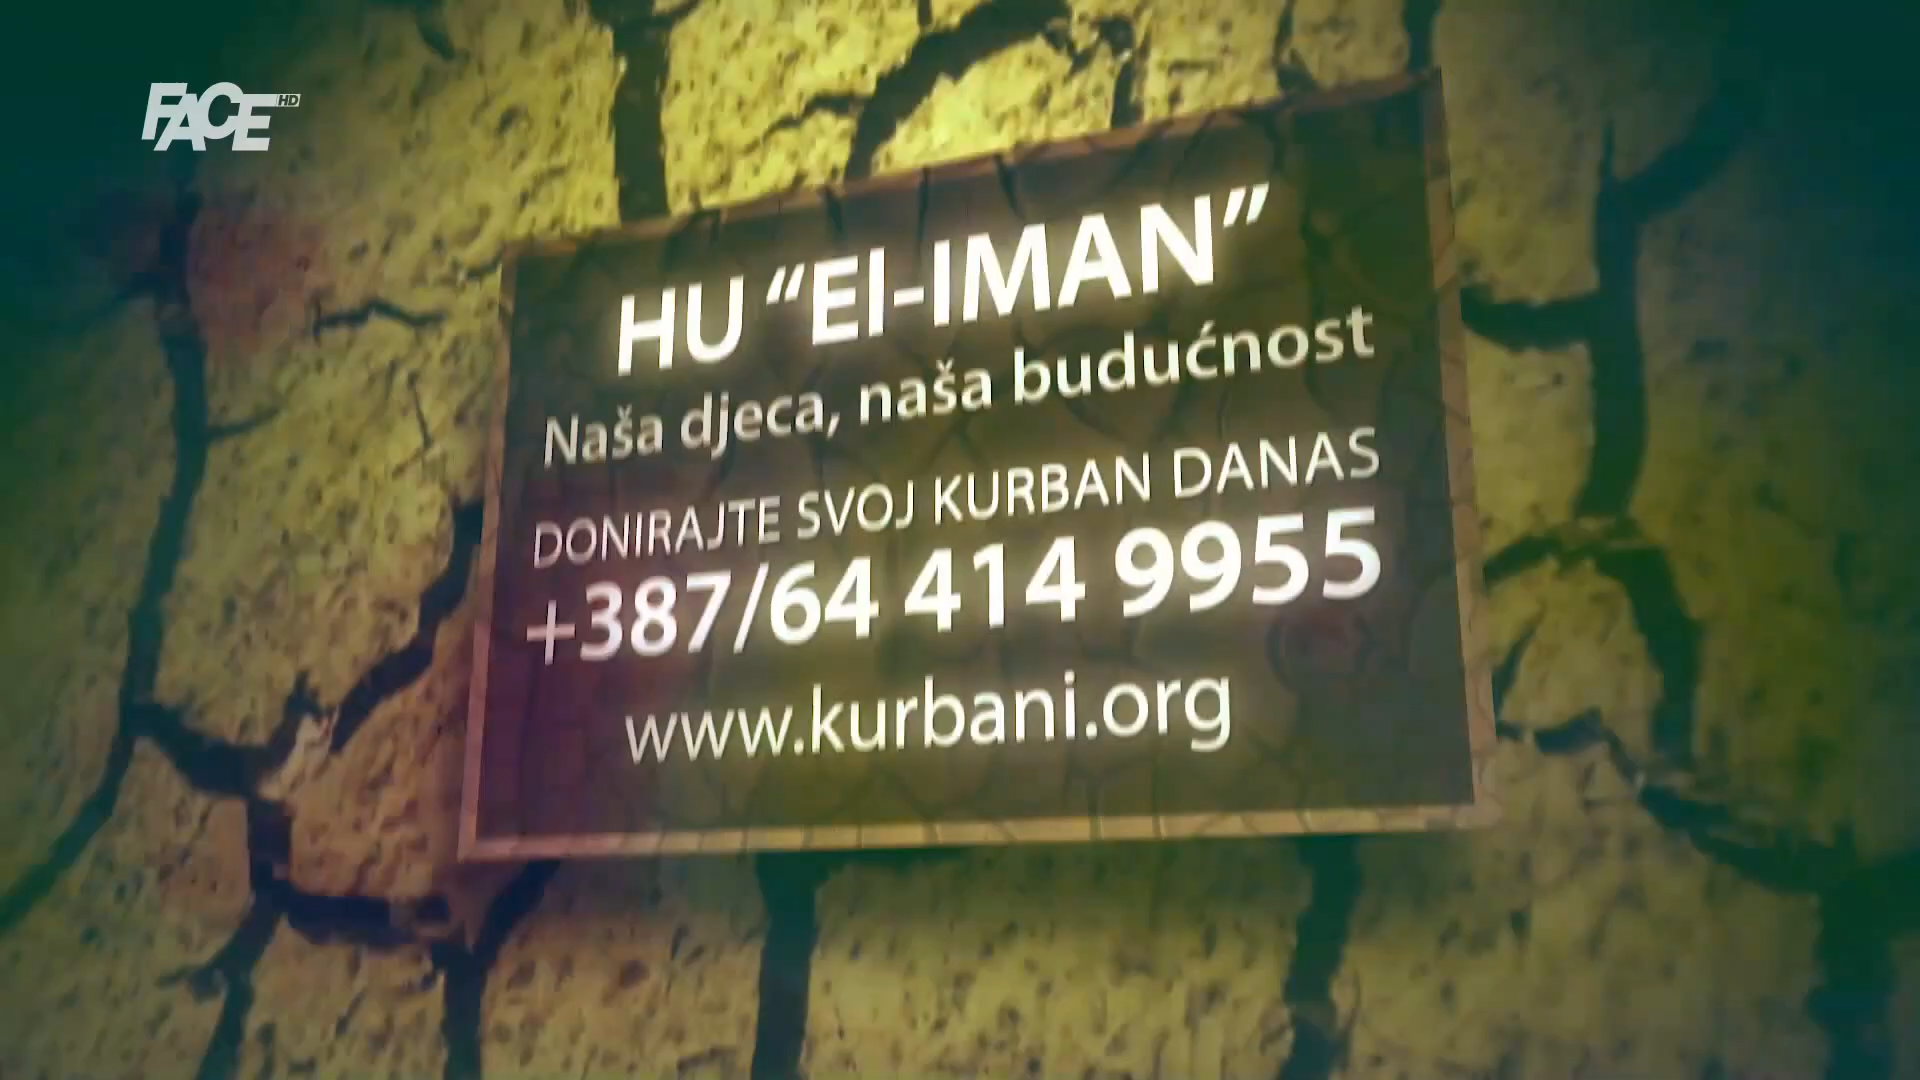 FACE HD
HU “El-IMAN”
Naša djeca, naša budućnost
DONIRAJTE SVOJ KURBAN DANAS
+387/64 414 9955
www.kurbani.org